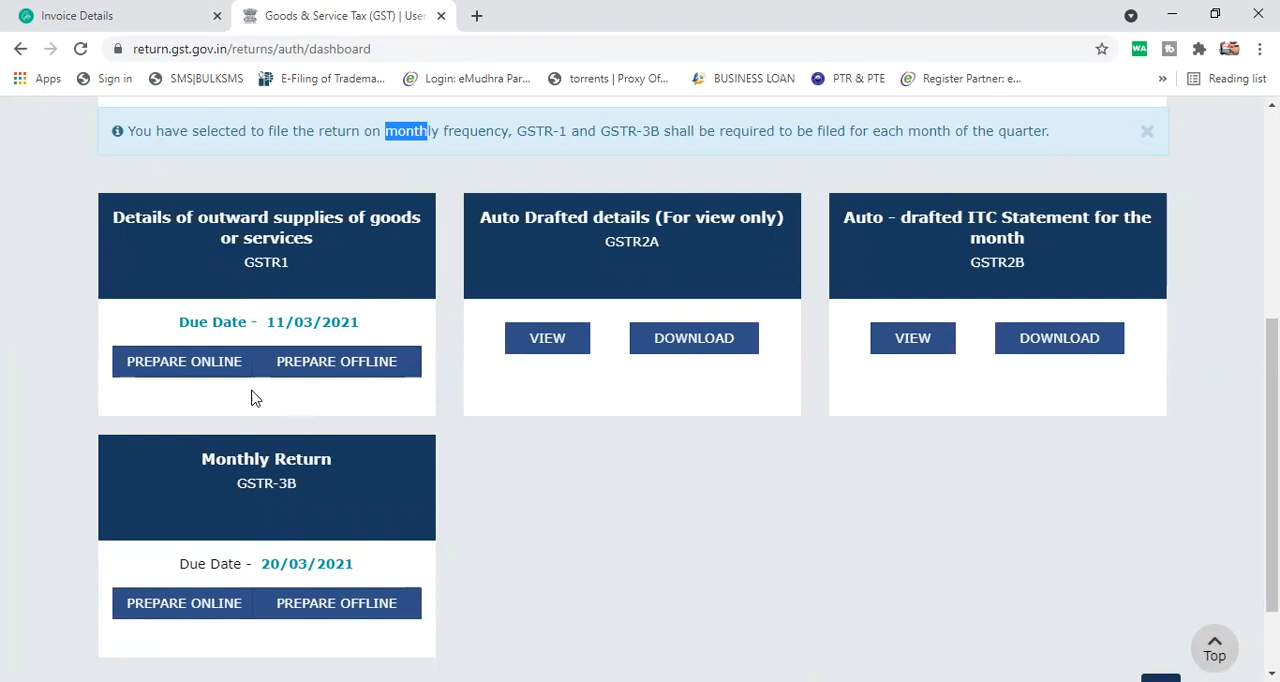 Invoice Details
Goods & Service Tax (GST) | User
return.gst.gov.in/returns/auth/dashboard
Apps
Sign in
SMS|BULKSMS
E-Filing of Tradema...
Login: eMudhra Par...
torrents | Proxy Of...
BUSINESS LOAN
PTR & PTE
Register Partner: e...
»
Reading list
You have selected to file the return on monthly frequency, GSTR-1 and GSTR-3B shall be required to be filed for each month of the quarter.
Details of outward supplies of goods
or services
GSTR1
Due Date - 11/03/2021
PREPARE ONLINE
PREPARE OFFLINE
Auto Drafted details (For view only)
GSTR2A
VIEW
DOWNLOAD
Auto - drafted ITC Statement for the
month
GSTR2B
VIEW
DOWNLOAD
Monthly Return
GSTR-3B
Due Date - 20/03/2021
PREPARE ONLINE
PREPARE OFFLINE
Top